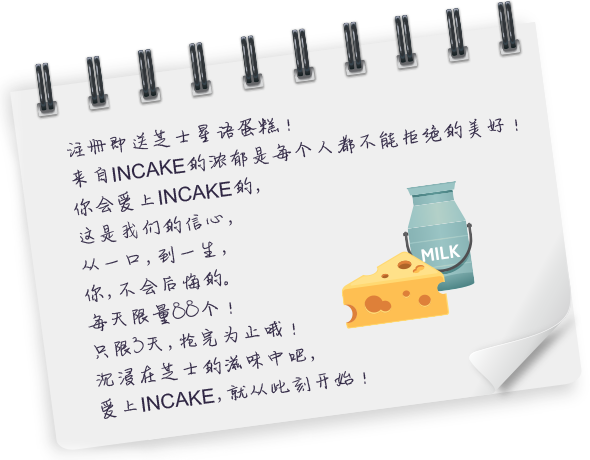 注册即送芝士星语蛋糕！
来自INCAKE的浓郁是每个人都不能拒绝的美好！
你会爱上INCAKE的，
这是我们的信心，
从一口，到一生，
你，不会后悔的。
每天限量88个！
只限3天，抢完为止哦！
沉浸在芝士的滋味中吧，
爱上INCAKE，就从此刻开始！
MILK